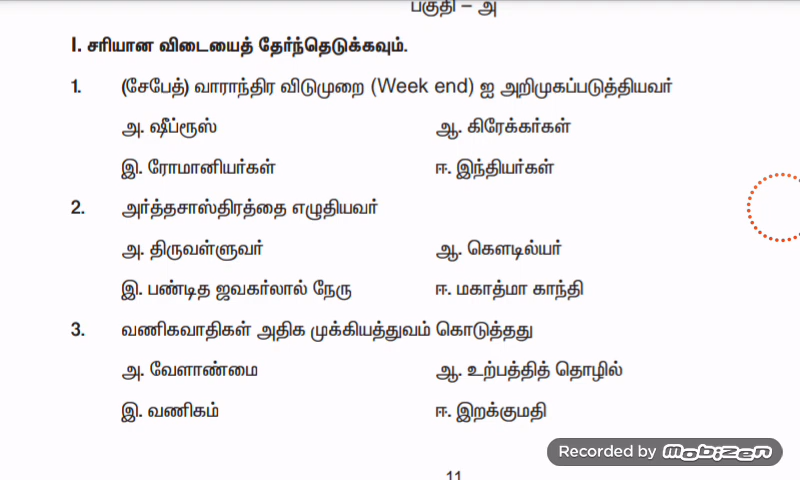 பகுதி – அ
I. சரியான விடையைத் தேர்ந்தெடுக்கவும்.
1. (சேபேத்) வாராந்திர விடுமுறை (Week end) ஐ அறிமுகப்படுத்தியவர்
அ. ஷீப்ரூஸ் ஆ. கிரேக்கர்கள்
இ. ரோமானியர்கள் ஈ. இந்தியர்கள்
2. அர்த்தசாஸ்திரத்தை எழுதியவர்
அ. திருவள்ளுவர் ஆ. கௌடில்யர்
இ. பண்டித ஜவகர்லால் நேரு ஈ. மகாத்மா காந்தி
3. வணிகவாதிகள் அதிக முக்கியத்துவம் கொடுத்தது
அ. வேளாண்மை ஆ. உற்பத்தித் தொழில்
இ. வணிகம் ஈ. இறக்குமதி
Recorded by mobizen
11